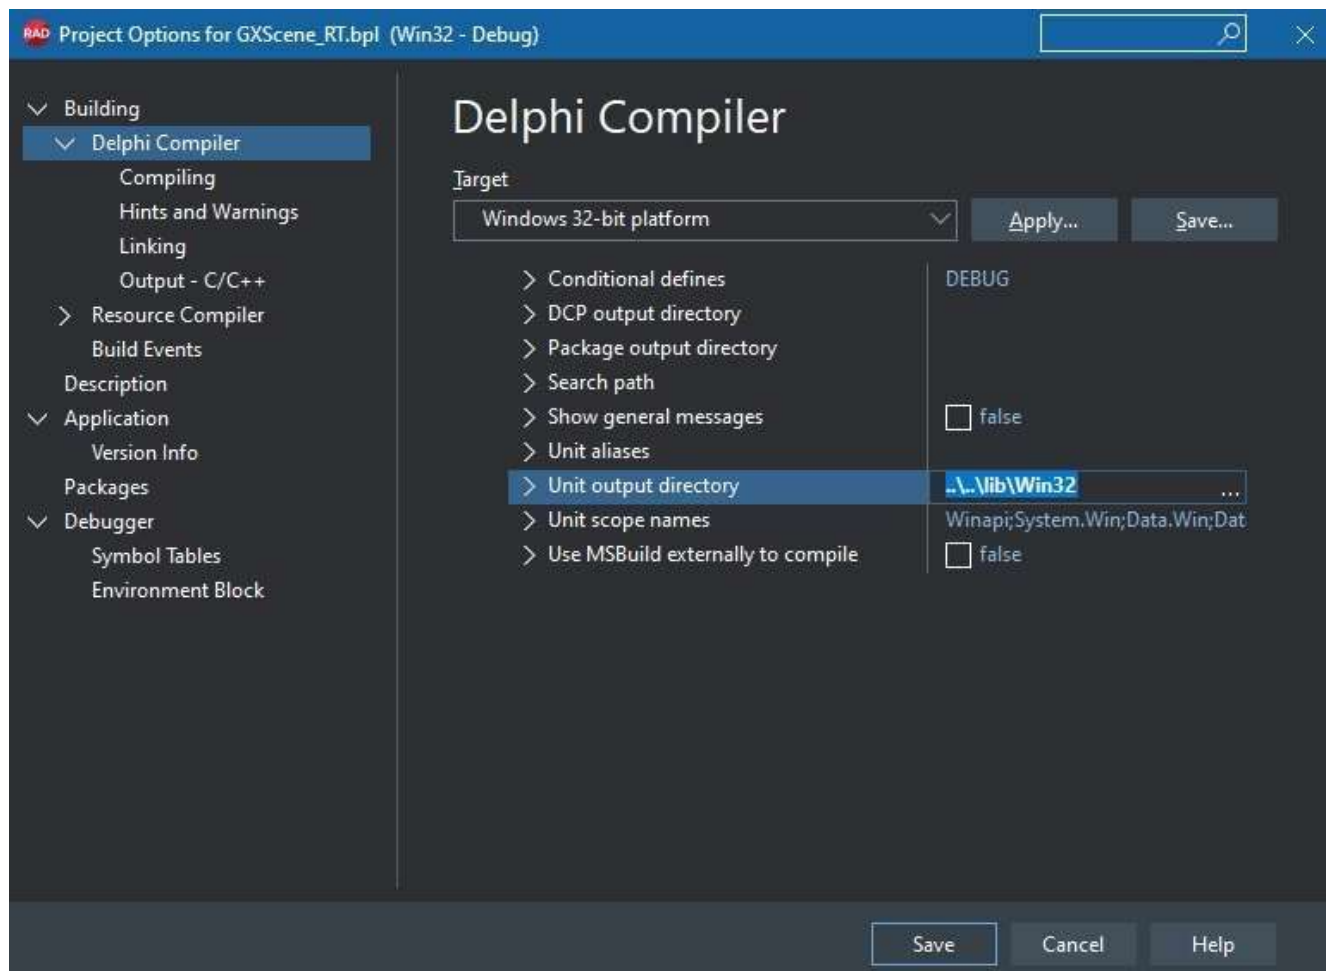 RAD Project Options for GXScene_RT.bpl (Win32 - Debug)
Building
Delphi Compiler
Compiling
Hints and Warnings
Linking
Output - C/C++
Resource Compiler
Build Events
Description
Application
Version Info
Packages
Debugger
Symbol Tables
Environment Block
Delphi Compiler
Target
Windows 32-bit platform
Apply...
Save...
Conditional defines DEBUG
DCP output directory
Package output directory
Search path
Show general messages false
Unit aliases
Unit output directory ..\..\lib\Win32 ...
Unit scope names Winapi;System.Win;Data.Win;Dat
Use MSBuild externally to compile false
Save
Cancel
Help